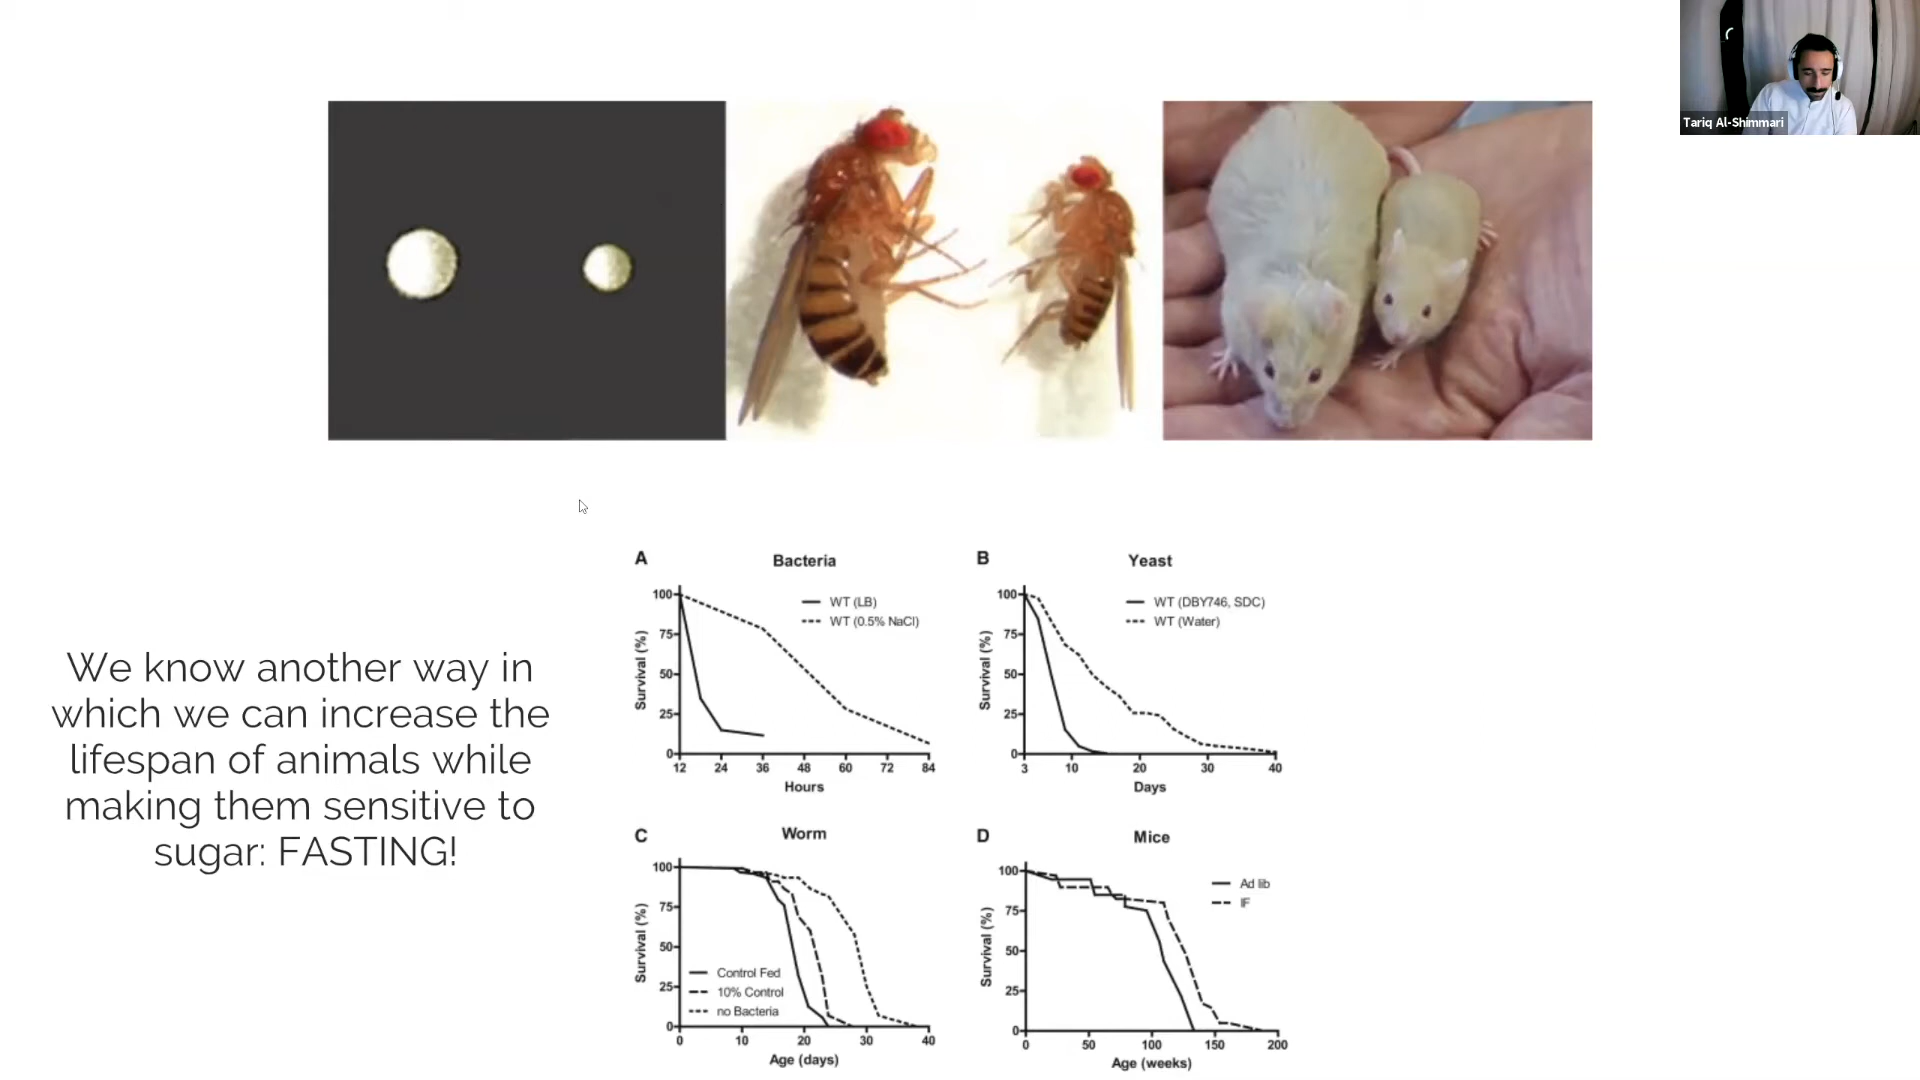 Tariq Al-Shimmari
We know another way in
which we can increase the
lifespan of animals while
making them sensitive to
sugar: FASTING!
A
Bacteria
WT (LB)
WT (0.5% NaCl)
Survival (%)
100
75
50
25
0
12 24 36 48 60 72 84
Hours
B
Yeast
WT (DBY746, SDC)
WT (Water)
Survival (%)
100
75
50
25
0
3 10 20 30 40
Days
C
Worm
Survival (%)
100
75
50
25
0
Control Fed
10% Control
no Bacteria
0 10 20 30 40
Age (days)
D
Mice
Ad lib
IF
Survival (%)
100
75
50
25
0
0 50 100 150 200
Age (weeks)